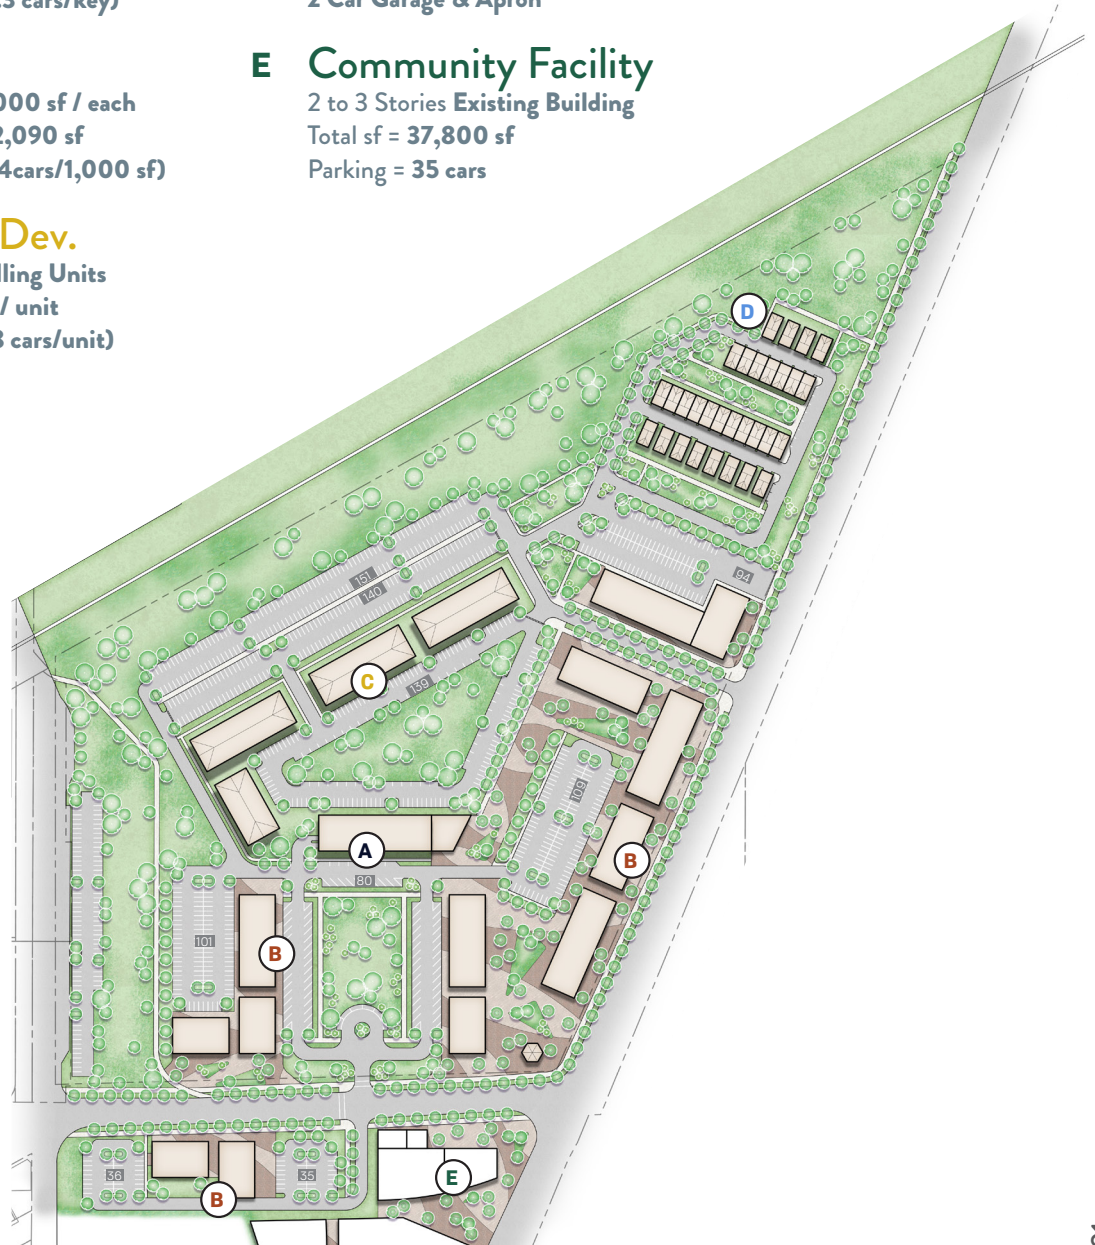 cars/key)
2 Car Garage & Apron
E Community Facility
2 to 3 Stories Existing Building
Total sf = 37,800 sf
Parking = 35 cars
000 sf / each
2,090 sf
4cars/1,000 sf)
Dev.
lling Units
/ unit
cars/unit)
D
151
140
94
C
139
109
A
B
80
101
B
36
35
E
B